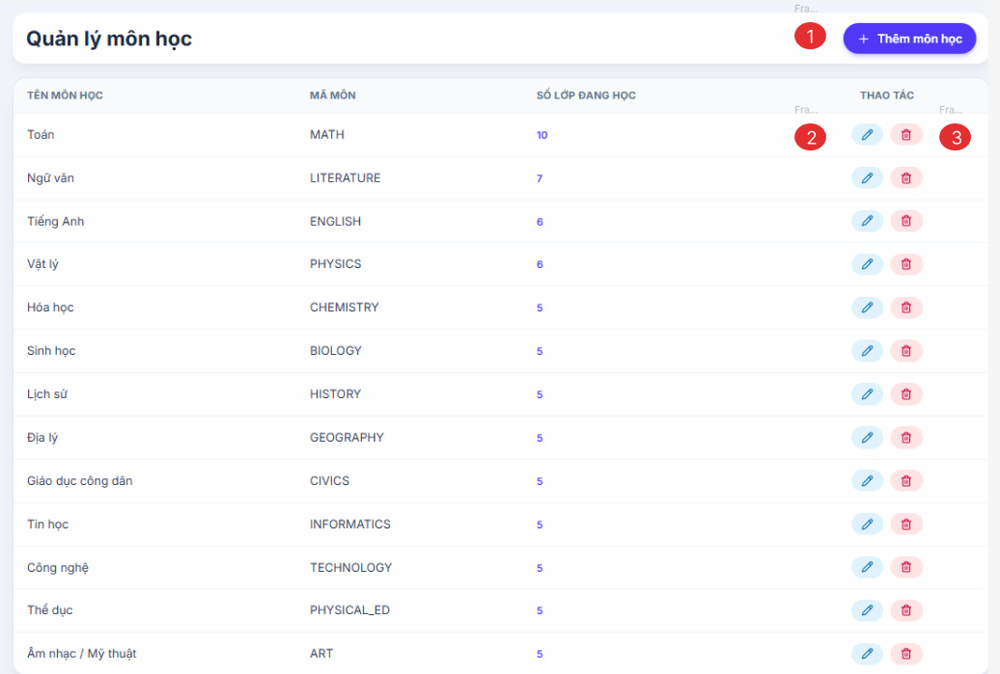 Fra...
Quản lý môn học 1 + Thêm môn học
TÊN MÔN HỌC MÃ MÔN SỐ LỚP ĐANG HỌC THAO TÁC
Fra... Fra...
Toán MATH 10 2 3
Ngữ văn LITERATURE 7
Tiếng Anh ENGLISH 6
Vật lý PHYSICS 6
Hóa học CHEMISTRY 5
Sinh học BIOLOGY 5
Lịch sử HISTORY 5
Địa lý GEOGRAPHY 5
Giáo dục công dân CIVICS 5
Tin học INFORMATICS 5
Công nghệ TECHNOLOGY 5
Thể dục PHYSICAL_ED 5
Âm nhạc / Mỹ thuật ART 5